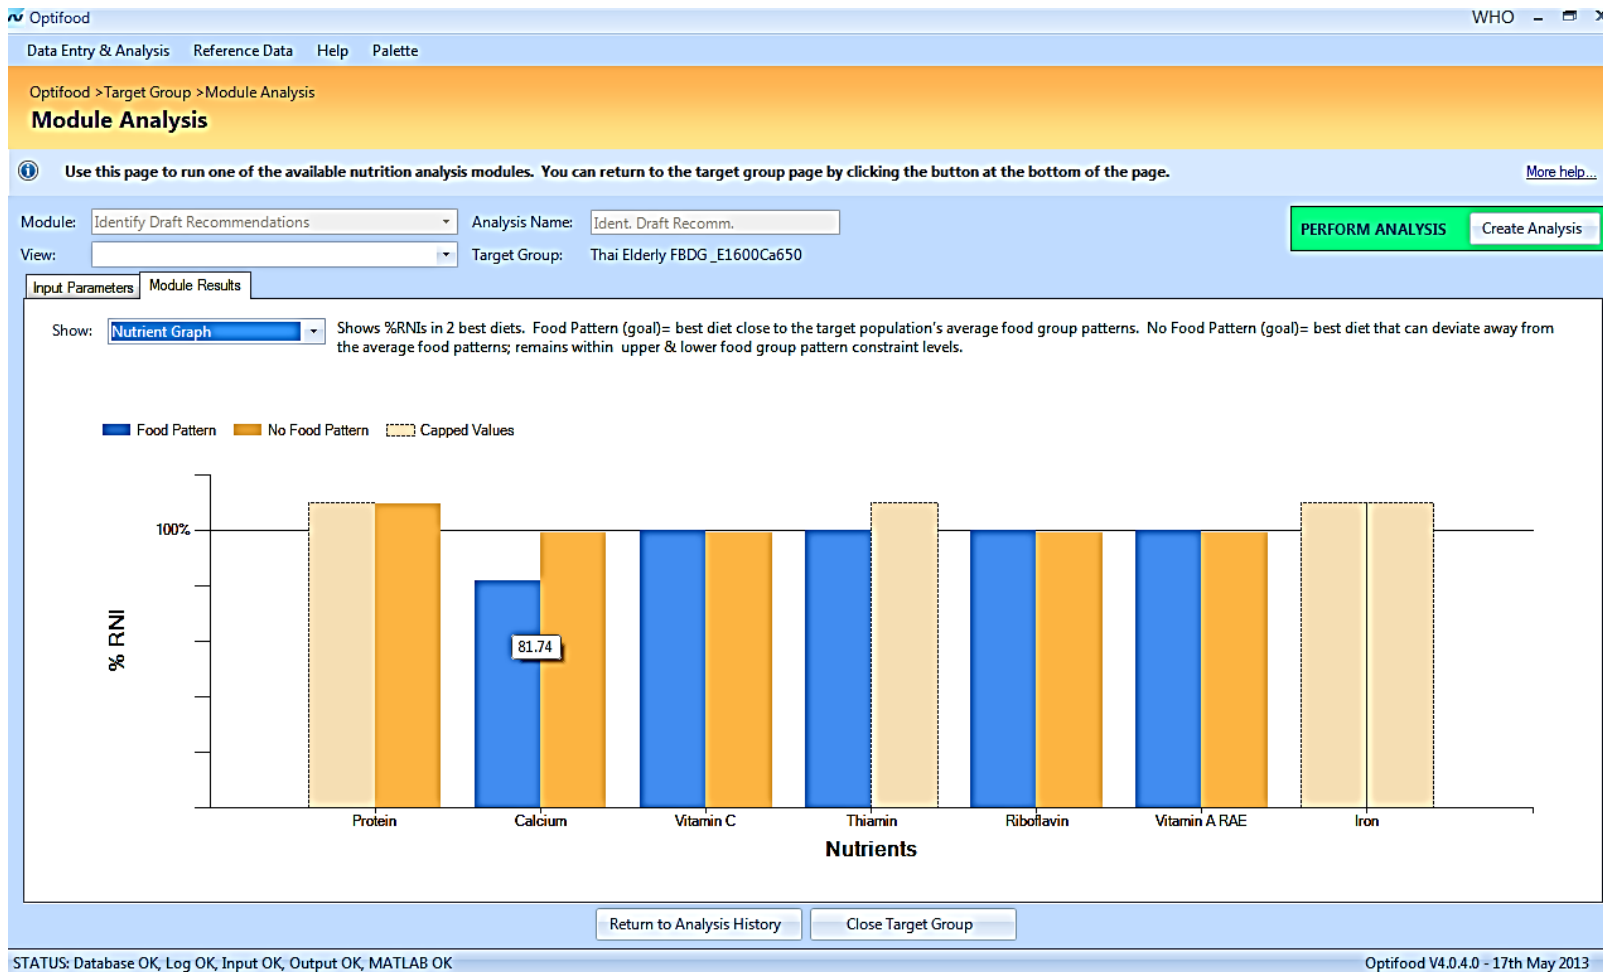 Optifood
WHO
Data Entry & Analysis Reference Data Help Palette
Optifood >Target Group >Module Analysis
Module Analysis
Use this page to run one of the available nutrition analysis modules. You can return to the target group page by clicking the button at the bottom of the page.
More help...
Module: Identify Draft Recommendations Analysis Name: Ident. Draft Recomm.
PERFORM ANALYSIS Create Analysis
View: Target Group: Thai Elderly FBDG_E1600Ca650
Input Parameters Module Results
Show: Nutrient Graph
Shows %RNIs in 2 best diets. Food Pattern (goal)= best diet close to the target population's average food group patterns. No Food Pattern (goal)= best diet that can deviate away from
the average food patterns; remains within upper & lower food group pattern constraint levels.
Food Pattern No Food Pattern Capped Values
100%
% RNI
81.74
Protein Calcium Vitamin C Thiamin Riboflavin Vitamin A RAE Iron
Nutrients
Return to Analysis History Close Target Group
STATUS: Database OK, Log OK, Input OK, Output OK, MATLAB OK
Optifood V4.0.4.0 - 17th May 2013